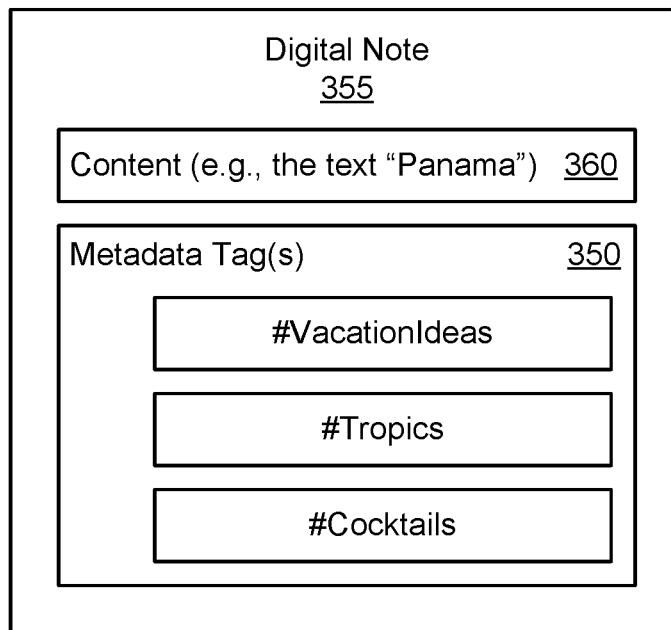 Digital Note
355
Content (e.g., the text “Panama”) 360
Metadata Tag(s) 350
#VacationIdeas
#Tropics
#Cocktails